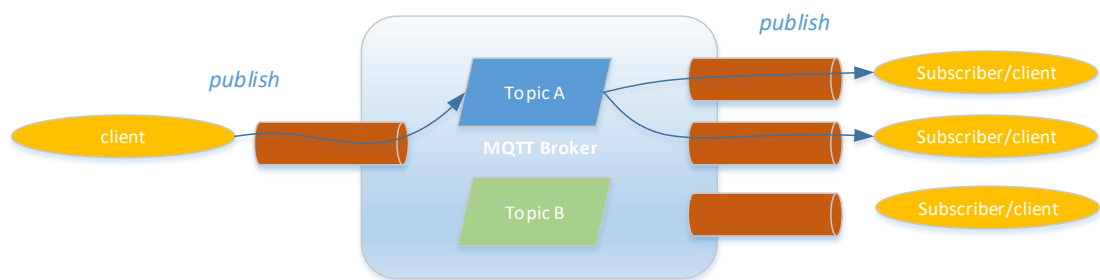 publish
publish
client
Topic A
MQTT Broker
Topic B
Subscriber/client
Subscriber/client
Subscriber/client